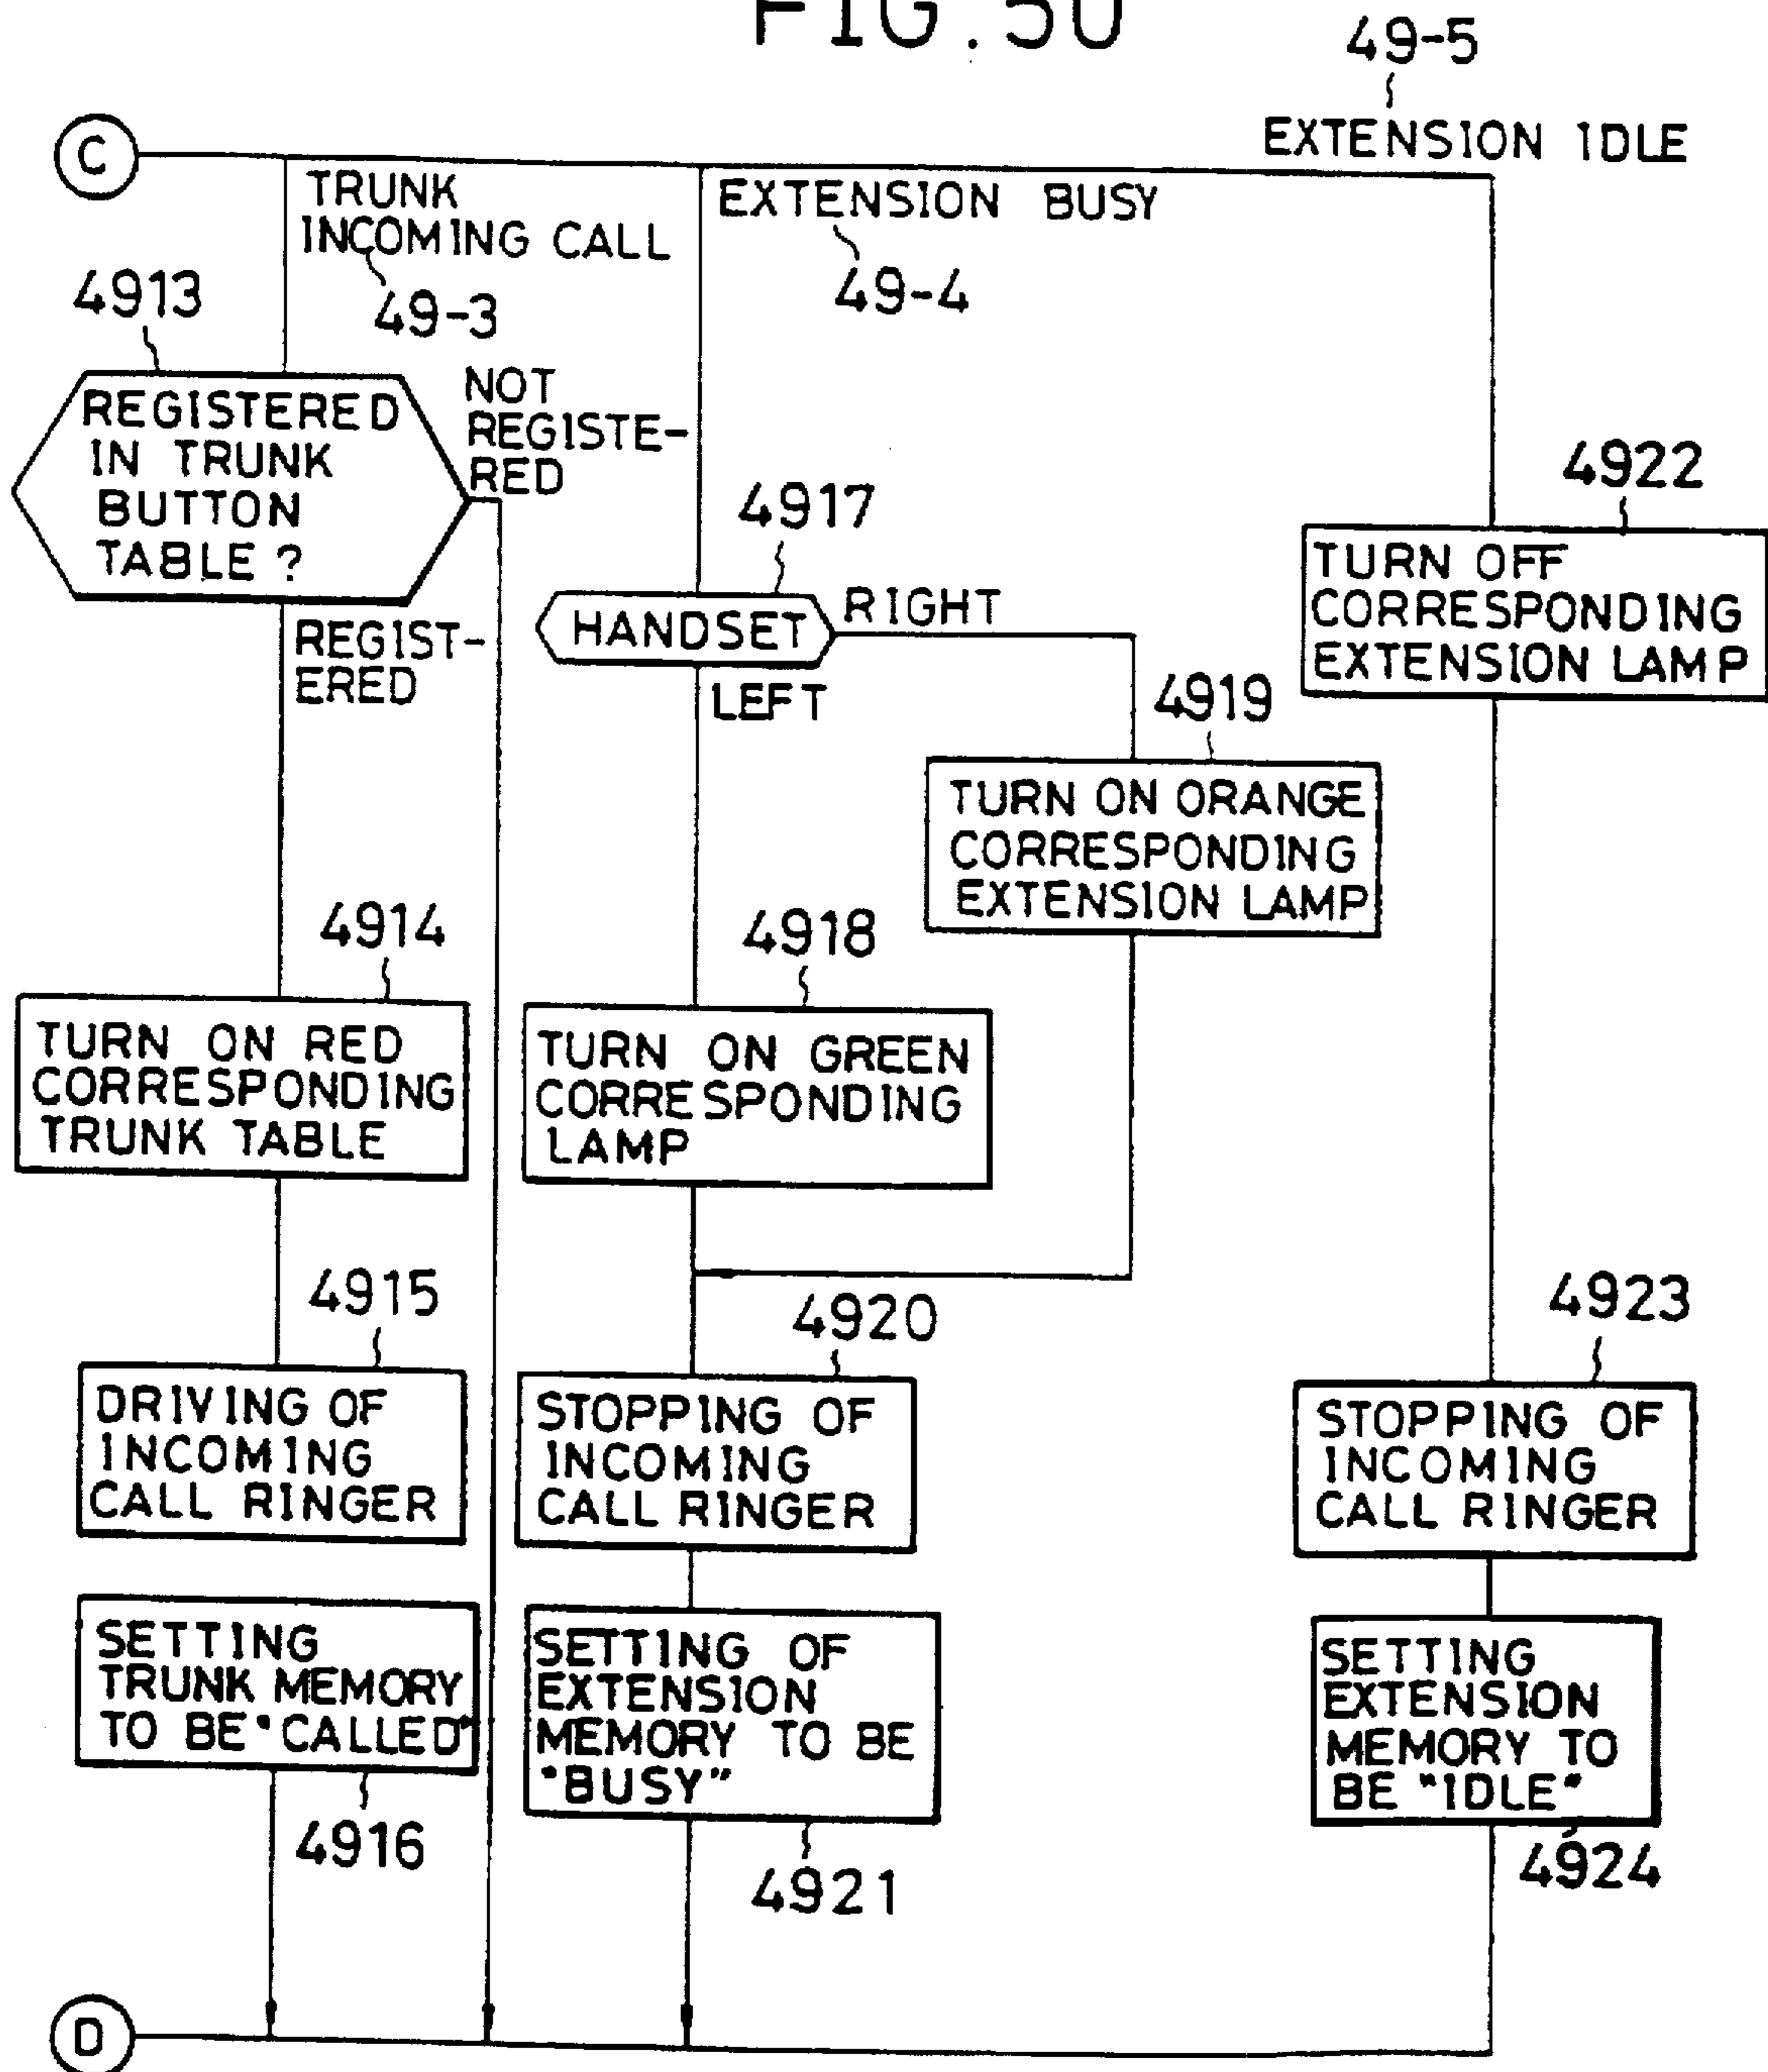 FIG.50
49-5
EXTENSION IDLE
C
TRUNK
INCOMING CALL
49-3
EXTENSION BUSY
49-4
4913
REGISTERED
IN TRUNK
BUTTON
TABLE?
NOT
REGISTE-
RED
REGIST-
ERED
4917
HANDSET
RIGHT
LEFT
4922
TURN OFF
CORRESPONDING
EXTENSION LAMP
4919
TURN ON ORANGE
CORRESPONDING
EXTENSION LAMP
4914
TURN ON RED
CORRESPONDING
TRUNK TABLE
4918
TURN ON GREEN
CORRESPONDING
LAMP
4915
DRIVING OF
INCOMING
CALL RINGER
4920
STOPPING OF
INCOMING
CALL RINGER
4923
STOPPING OF
INCOMING
CALL RINGER
SETTING
TRUNK MEMORY
TO BE "CALLED"
4916
SETTING OF
EXTENSION
MEMORY TO BE
"BUSY"
4921
SETTING
EXTENSION
MEMORY TO
BE "IDLE"
4924
D